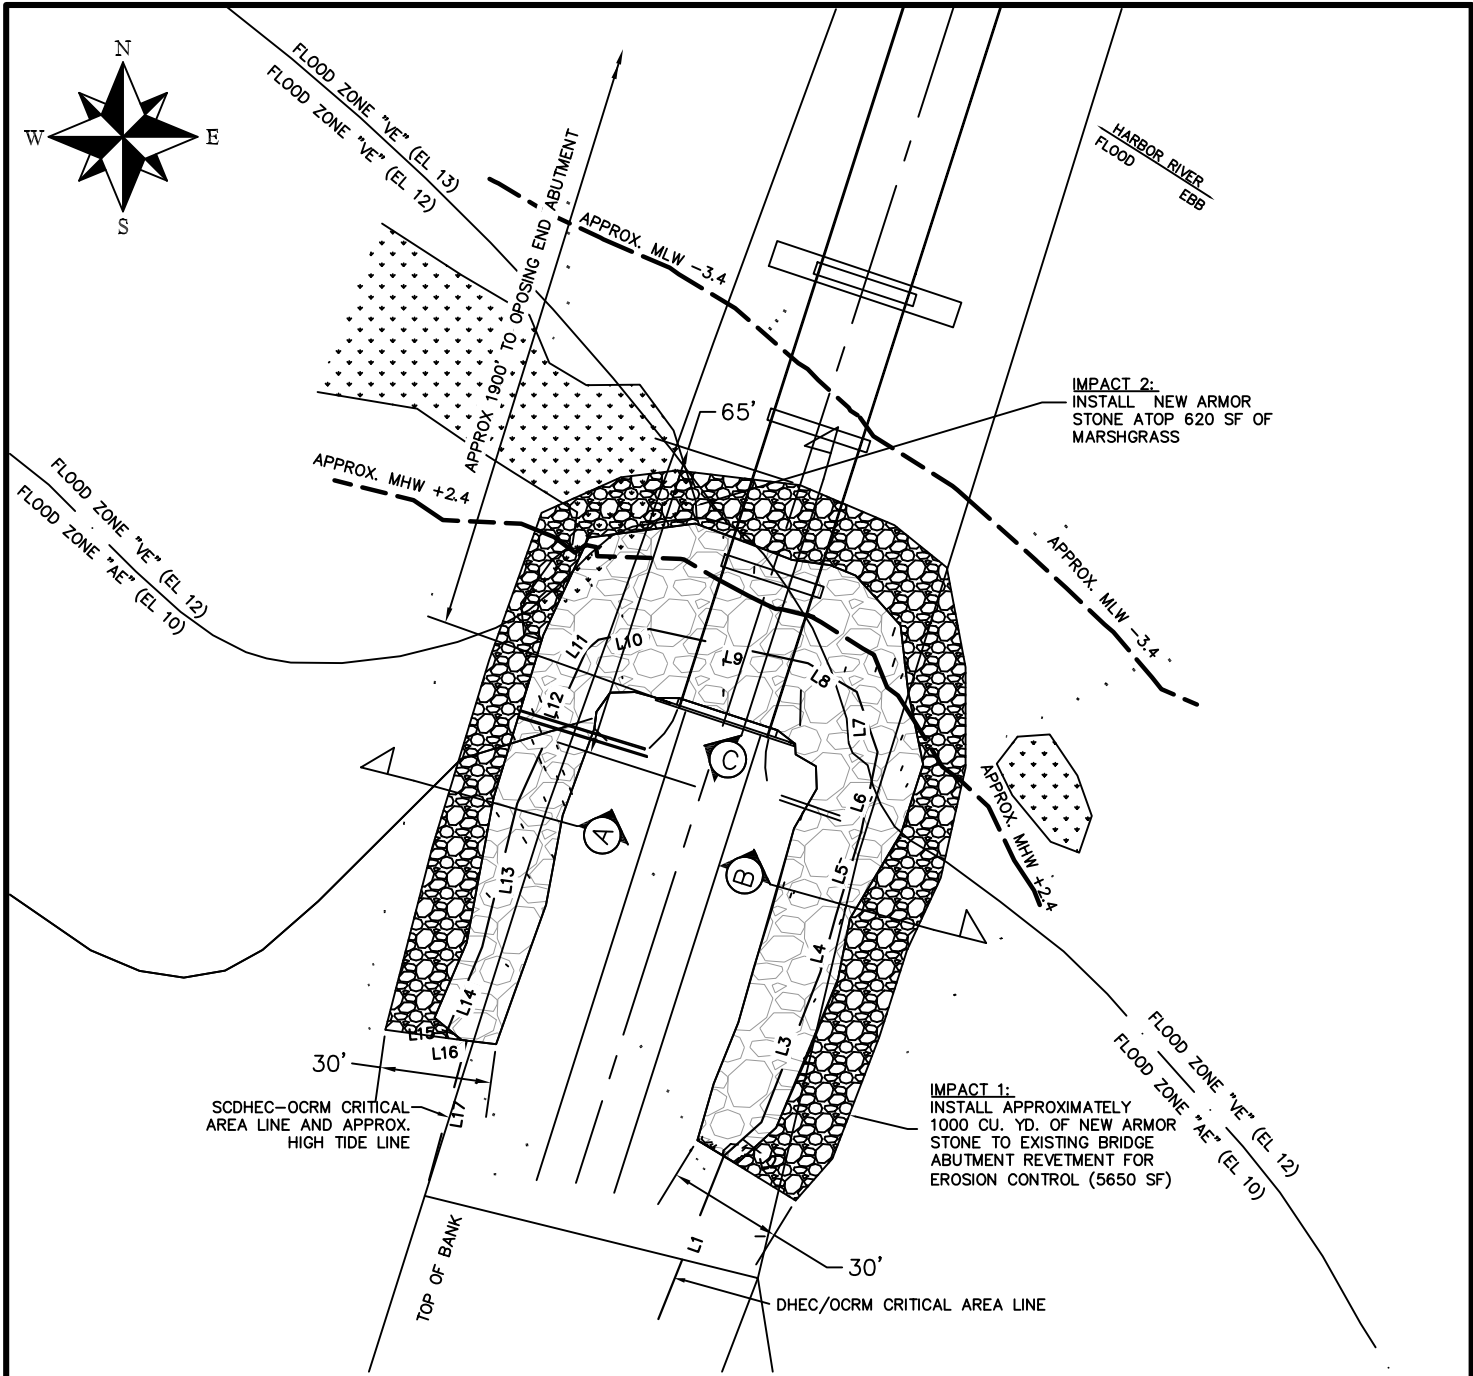 N
W
E
S
FLOOD ZONE "VE" (EL 13)
FLOOD ZONE "VE" (EL 12)
APPROX 1900' TO OPOSING END ABUTMENT
APPROX. MLW -3.4
HARBOR RIVER
FLOOD
EBB
IMPACT 2:
INSTALL NEW ARMOR
STONE ATOP 620 SF OF
MARSHGRASS
65'
APPROX. MHW +2.4
FLOOD ZONE "VE" (EL 12)
FLOOD ZONE "AE" (EL 10)
APPROX. MLW -3.4
L11
L10
L9
L8
L12
L7
C
L6
APPROX. MHW +2.4
A
B
L13
L5
L4
L14
L15
L16
L3
30'
L17
SCDHEC-OCRM CRITICAL
AREA LINE AND APPROX.
HIGH TIDE LINE
IMPACT 1:
INSTALL APPROXIMATELY
1000 CU. YD. OF NEW ARMOR
STONE TO EXISTING BRIDGE
ABUTMENT REVETMENT FOR
EROSION CONTROL (5650 SF)
FLOOD ZONE "VE" (EL 12)
FLOOD ZONE "AE" (EL 10)
TOP OF BANK
L1
30'
DHEC/OCRM CRITICAL AREA LINE